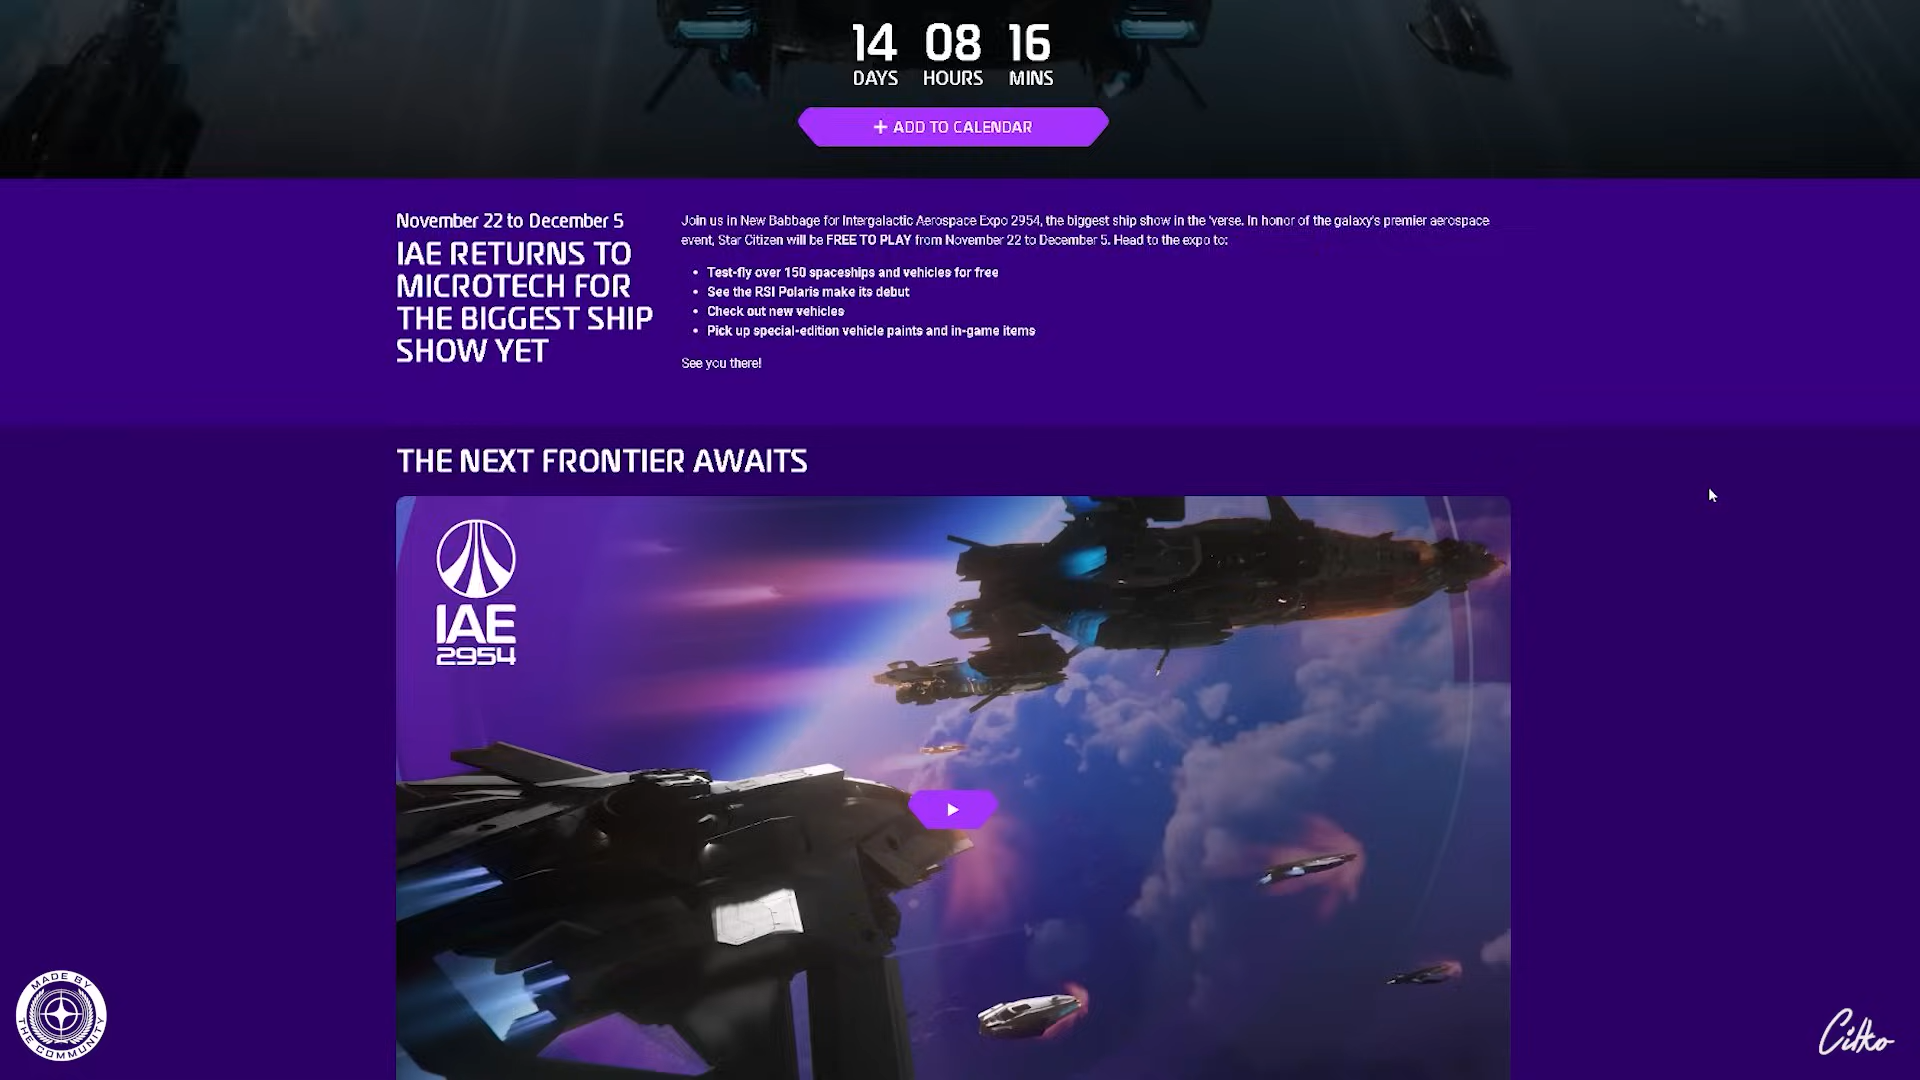 14 08 16
DAYS HOURS MINS
+ ADD TO CALENDAR
November 22 to December 5
IAE RETURNS TO
MICROTECH FOR
THE BIGGEST SHIP
SHOW YET
Join us in New Babbage for Intergalactic Aerospace Expo 2954, the biggest ship show in the 'verse. In honor of the galaxy's premier aerospace
event, Star Citizen will be FREE TO PLAY from November 22 to December 5. Head to the expo to:
• Test-fly over 150 spaceships and vehicles for free
• See the RSI Polaris make its debut
• Check out new vehicles
• Pick up special-edition vehicle paints and in-game items
See you there!
THE NEXT FRONTIER AWAITS
IAE
2954
MADE BY
THE COMMUNITY
Citko